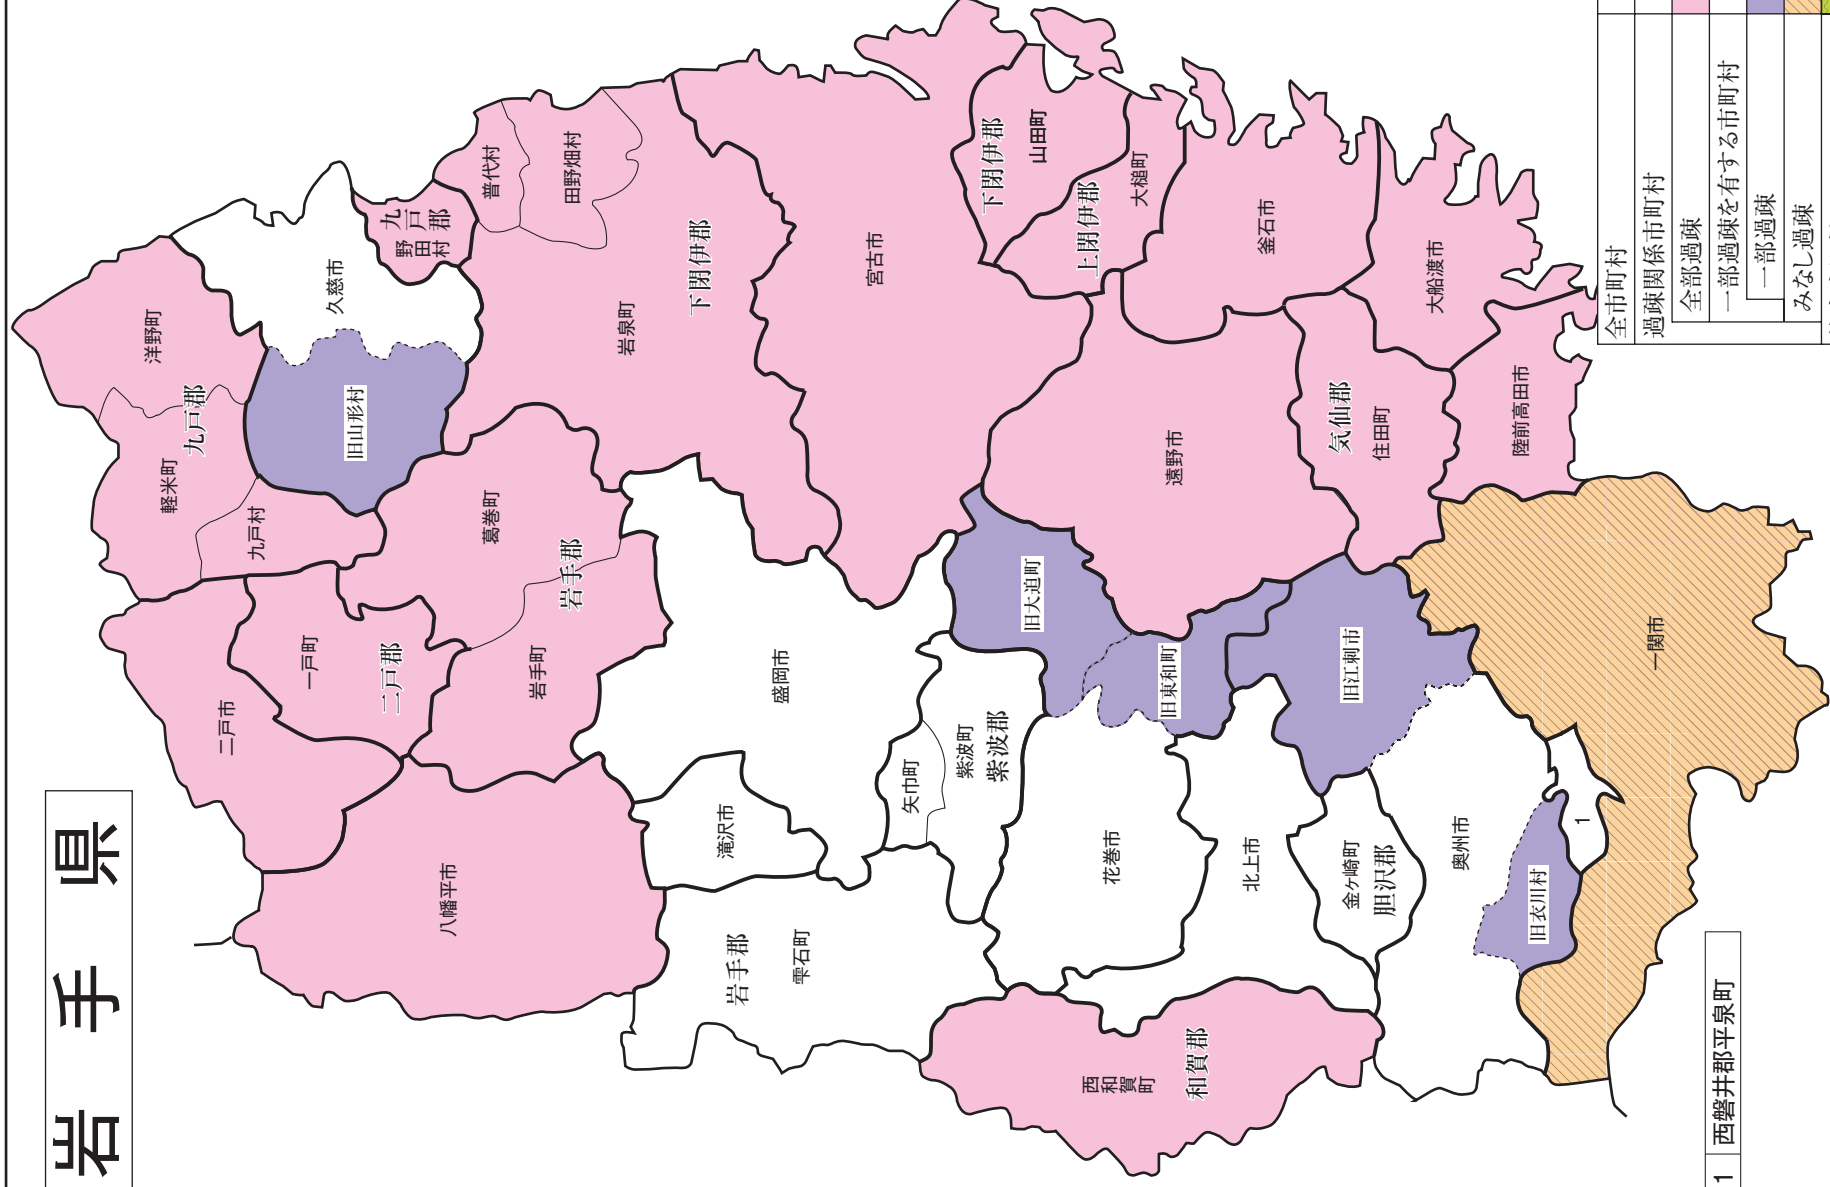 岩手県
洋野町
九戸郡
軽米町
九戸村
久慈市
旧山形村
九戸郡
野田村
普代村
田野畑村
岩泉町
下閉伊郡
宮古市
下閉伊郡
山田町
上閉伊郡
大槌町
釜石市
大船渡市
陸前高田市
気仙郡
住田町
遠野市
二戸市
一戸町
二戸郡
葛巻町
岩手郡
岩手町
八幡平市
盛岡市
滝沢市
岩手郡
雫石町
矢巾町
紫波町
紫波郡
旧大迫町
旧東和町
花巻市
北上市
西和賀町
和賀郡
金ヶ崎町
胆沢郡
旧江刺市
奥州市
旧衣川村
1
一関市
全市町村
過疎関係市町村
全部過疎
一部過疎を有する市町村
一部過疎
みなし過疎
1 西磐井郡平泉町